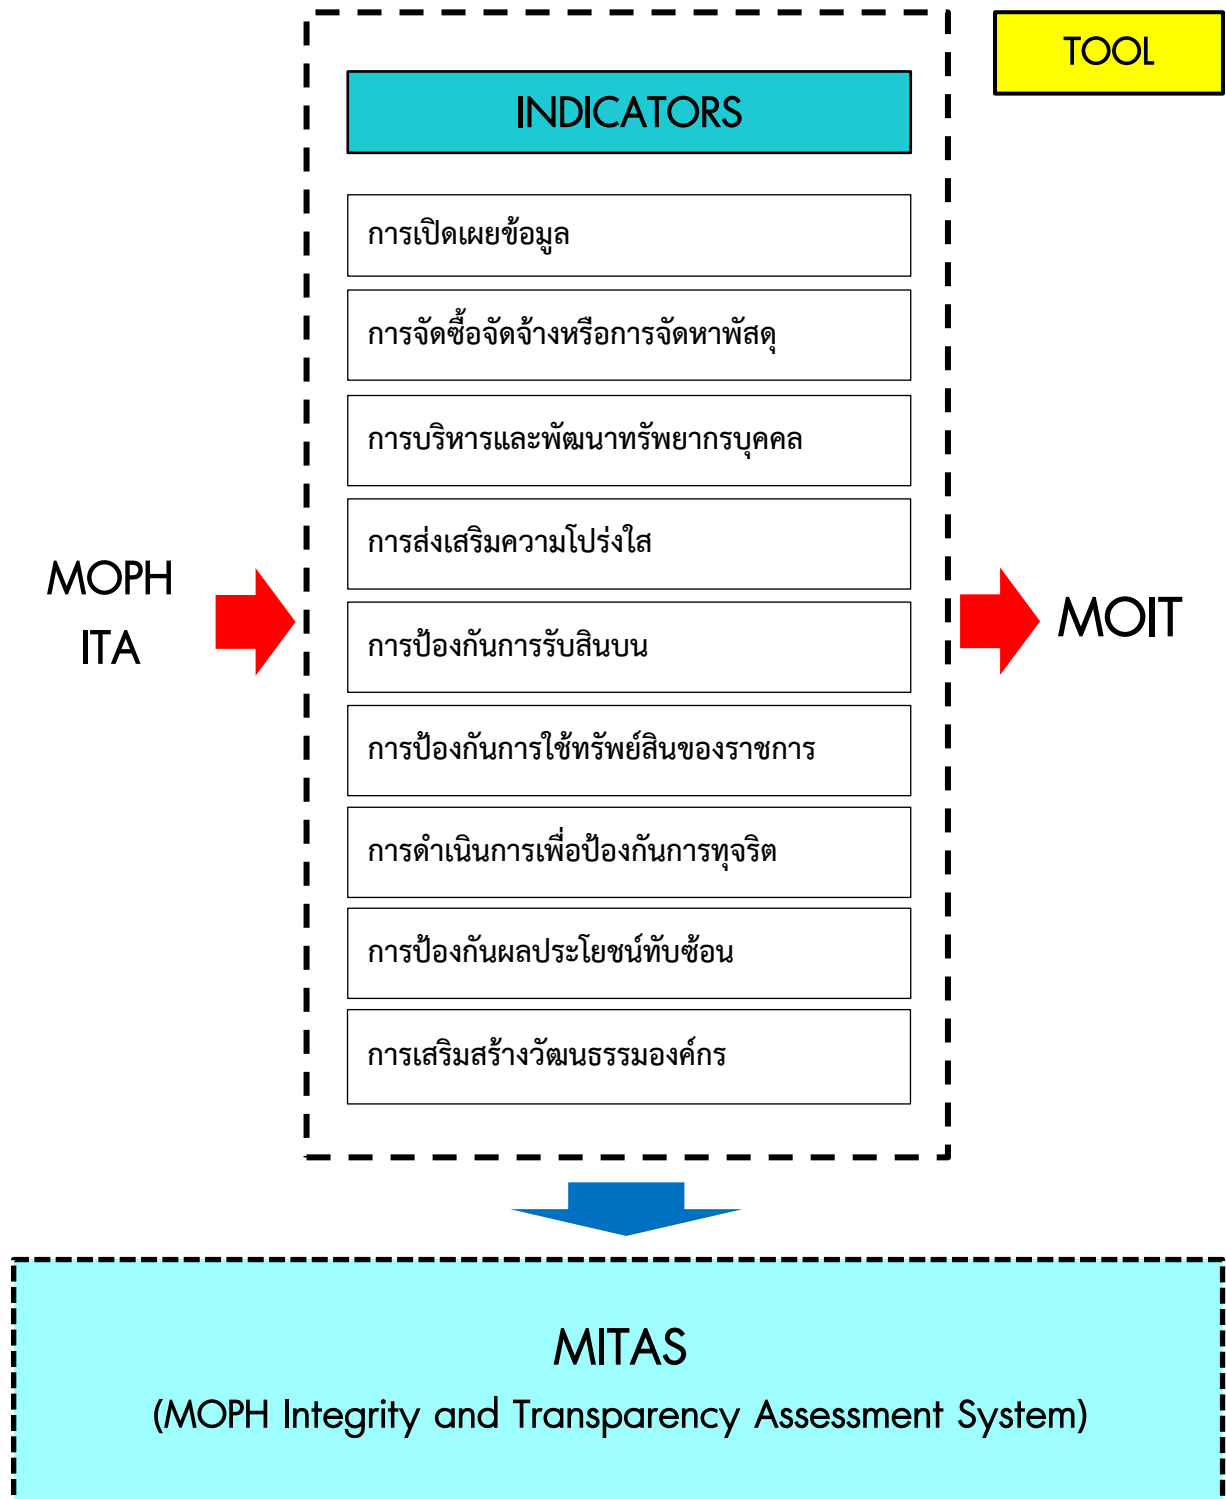 TOOL
INDICATORS
การเปิดเผยข้อมูล
การจัดซื้อจัดจ้างหรือการจัดหาพัสดุ
การบริหารและพัฒนาทรัพยากรบุคคล
การส่งเสริมความโปร่งใส
การป้องกันการรับสินบน
การป้องกันการใช้ทรัพย์สินของราชการ
การดำเนินการเพื่อป้องกันการทุจริต
การป้องกันผลประโยชน์ทับซ้อน
การเสริมสร้างวัฒนธรรมองค์กร
MOPH
ITA
MOIT
MITAS
(MOPH Integrity and Transparency Assessment System)